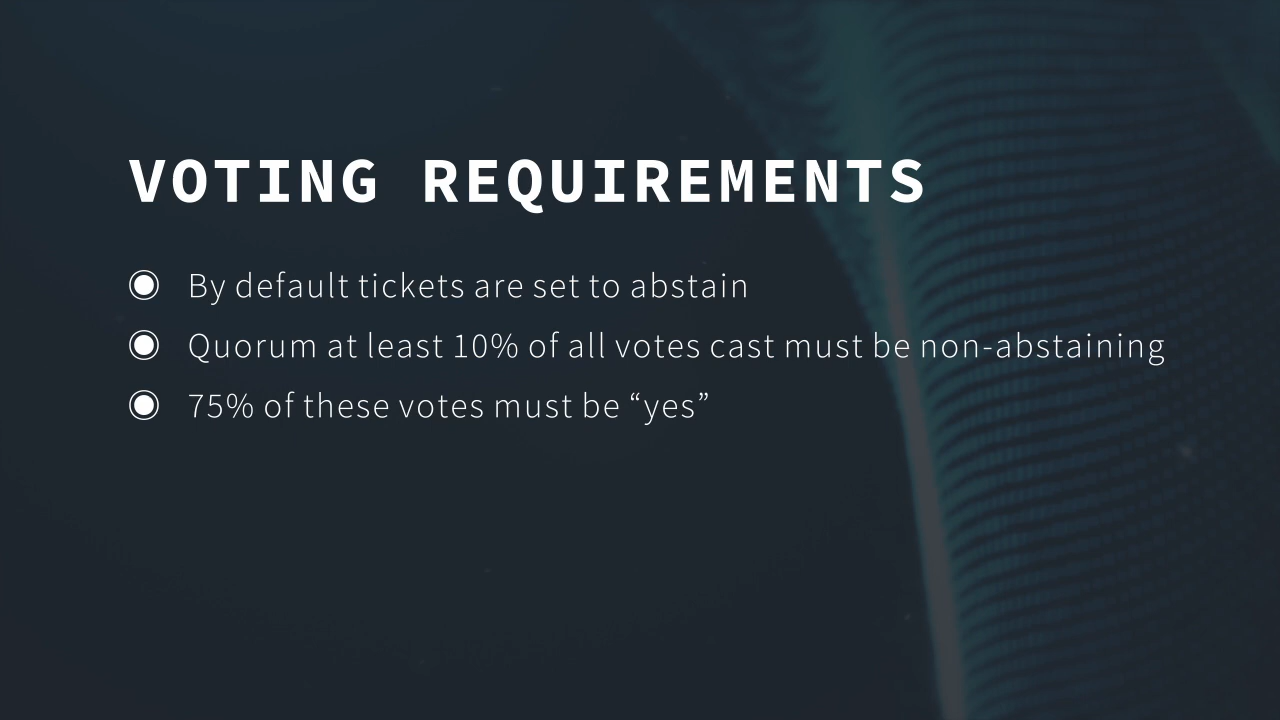 VOTING REQUIREMENTS
◉ By default tickets are set to abstain
◉ Quorum at least 10% of all votes cast must be non-abstaining
◉ 75% of these votes must be “yes”